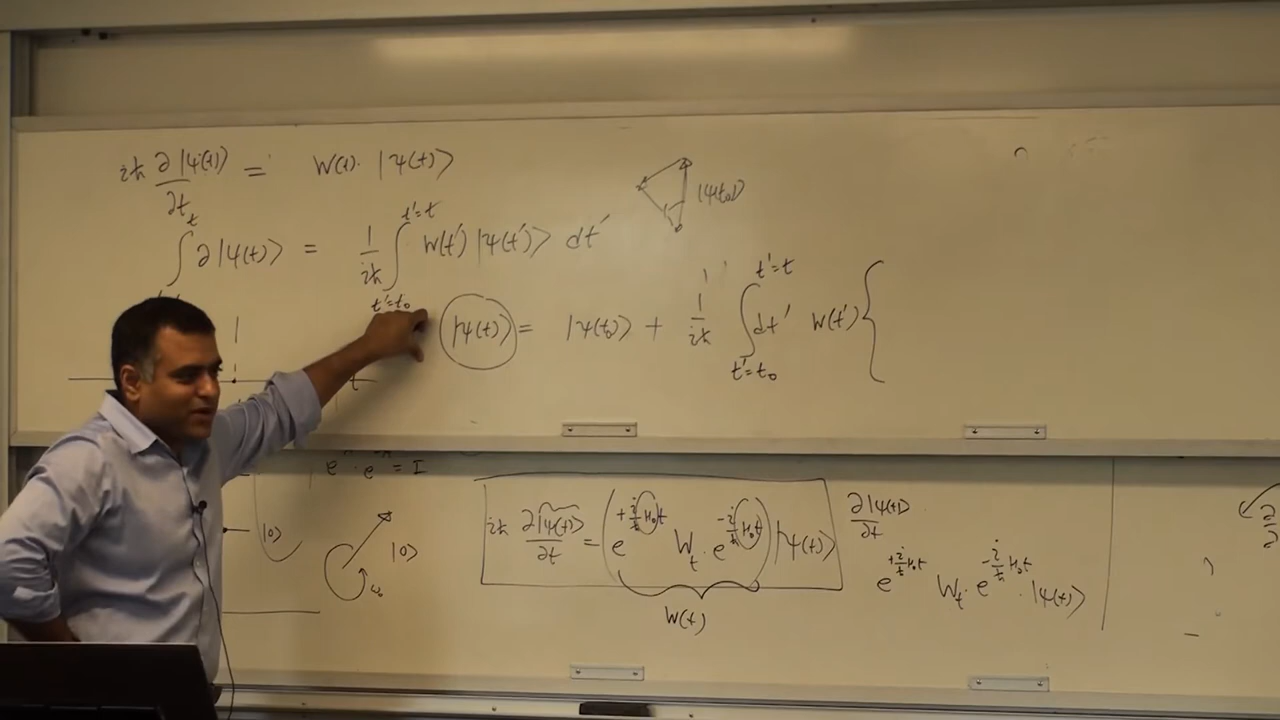 iħ ∂|ψ(t)⟩/∂t = W(t)·|ψ(t)⟩
∫^t ∂|ψ(t)⟩ = 1/iħ ∫_{t'=t₀}^{t'=t} W(t')|ψ(t')⟩ dt'
|ψ(t₀)⟩
|ψ(t)⟩ = |ψ(t₀)⟩ + 1/iħ ∫_{t'=t₀}^{t'=t} dt' W(t') {
t
= I
|0⟩
|0⟩
ω₀
iħ ∂|ψ(t)⟩/∂t = (e^{+i/ħ H₀t} W_t · e^{-i/ħ H₀t}) |ψ(t)⟩
W(t)
∂|ψ(t)⟩/∂t
e^{+i/ħ H₀t} W_t · e^{-i/ħ H₀t} · |ψ(t)⟩